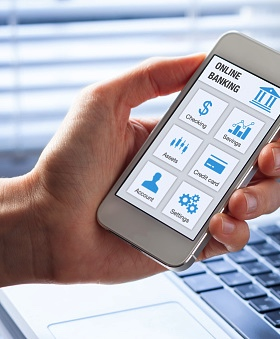 ONLINE
BANKING
Checking
Savings
Assets
Credit card
Account
Settings